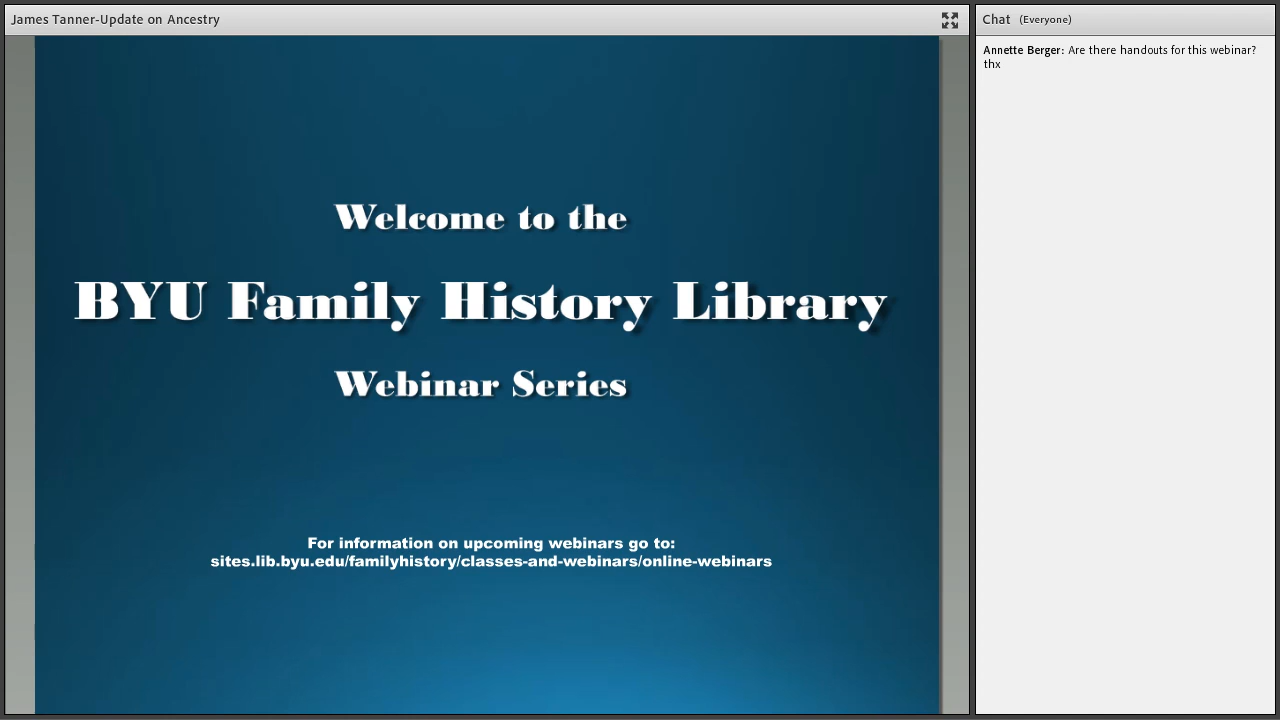 James Tanner-Update on Ancestry
Welcome to the
BYU Family History Library
Webinar Series
For information on upcoming webinars go to:
sites.lib.byu.edu/familyhistory/classes-and-webinars/online-webinars
Chat (Everyone)
Annette Berger: Are there handouts for this webinar?
thx